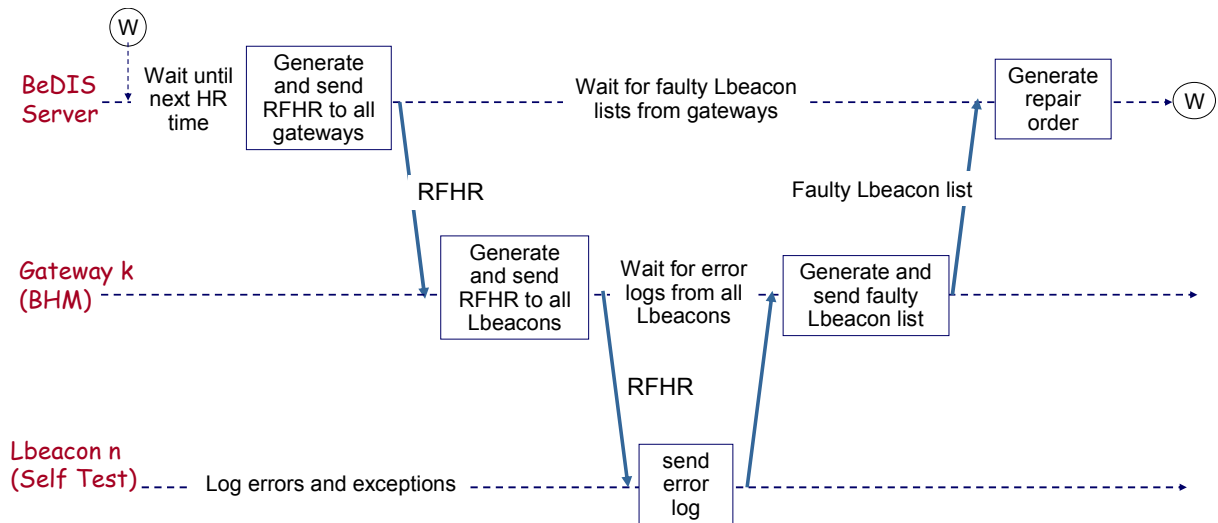 W
BeDIS
Server
Wait until
next HR
time
Generate
and send
RFHR to all
gateways
Wait for faulty Lbeacon
lists from gateways
Generate
repair
order
W
RFHR
Faulty Lbeacon list
Gateway k
(BHM)
Generate
and send
RFHR to all
Lbeacons
Wait for error
logs from all
Lbeacons
Generate and
send faulty
Lbeacon list
RFHR
Lbeacon n
(Self Test)
Log errors and exceptions
send
error
log